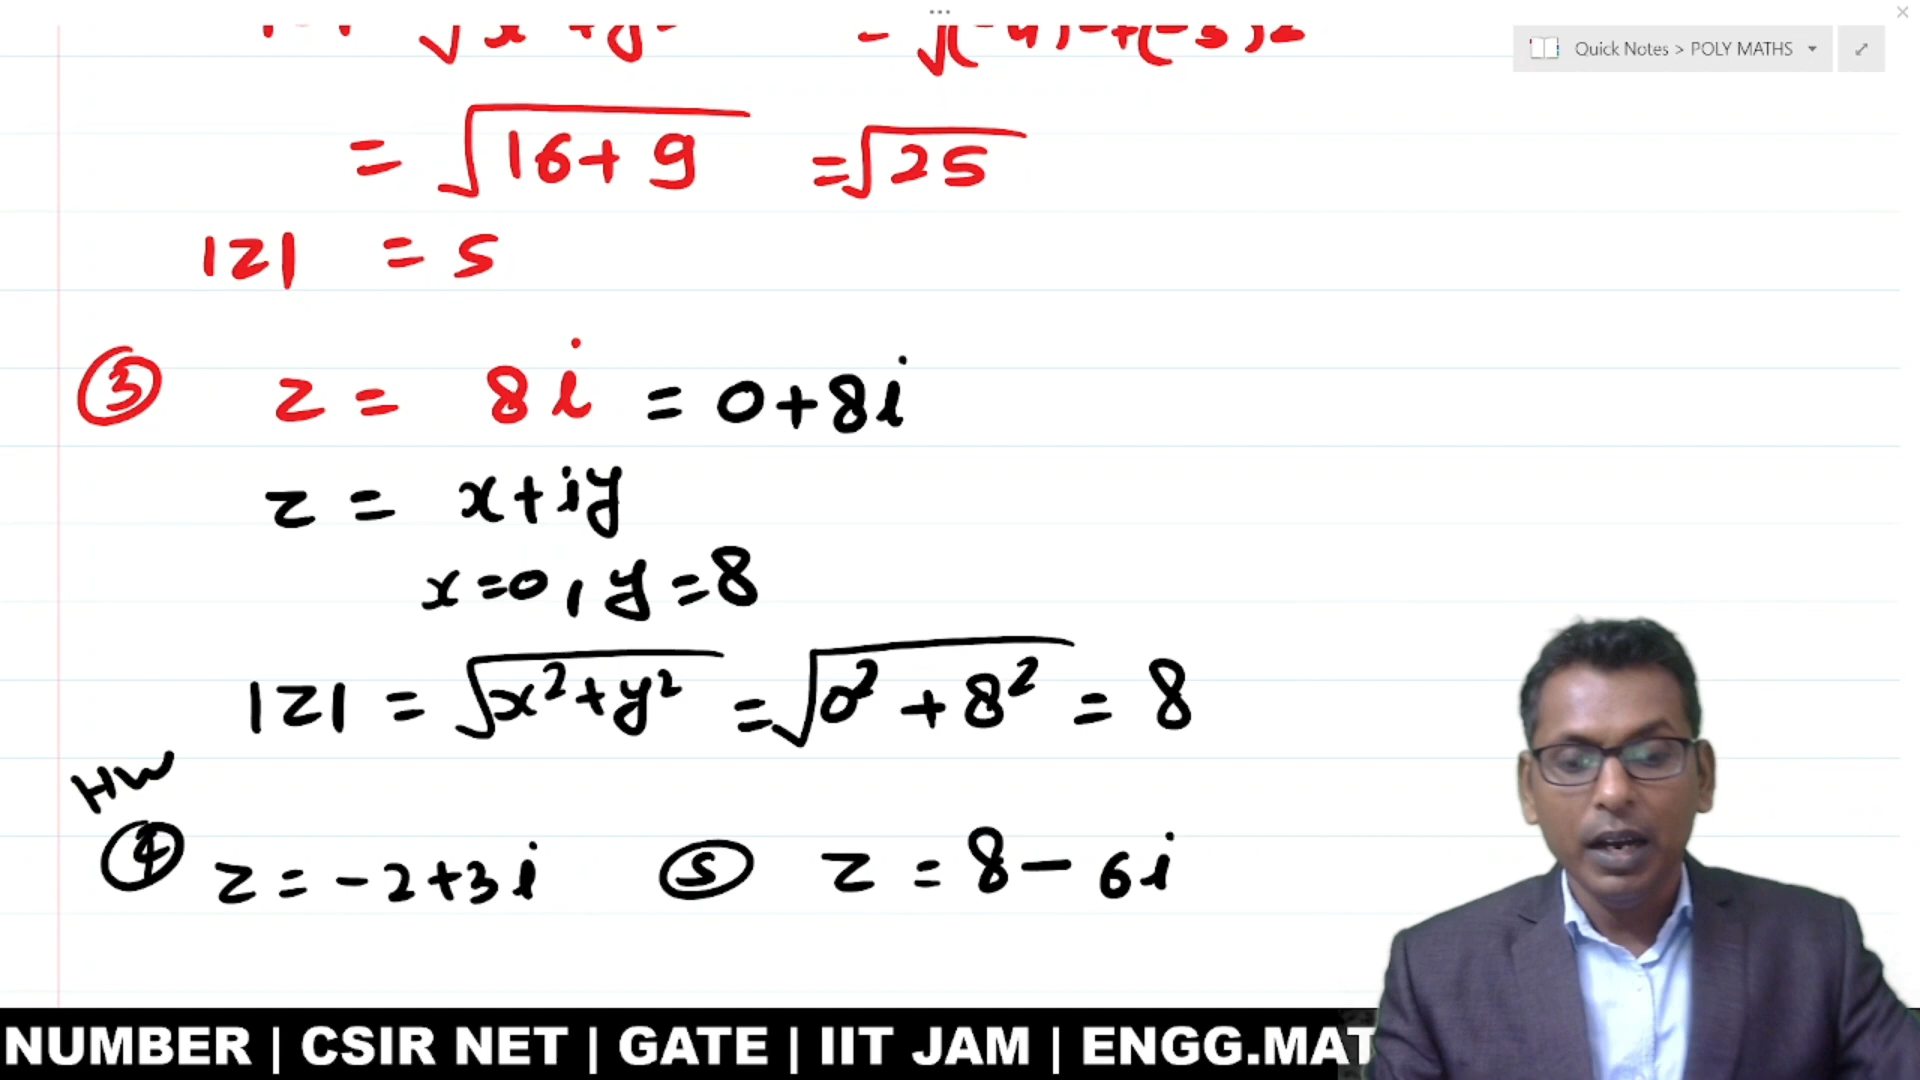 Quick Notes > POLY MATHS
= √16+9 = √25
|z| = 5
③ z = 8i = 0+8i
z = x+iy
x=0, y=8
|z| = √x²+y² = √0²+8² = 8
HW
④ z = -2+3i ⑤ z = 8-6i
NUMBER | CSIR NET | GATE | IIT JAM | ENGG.MAT